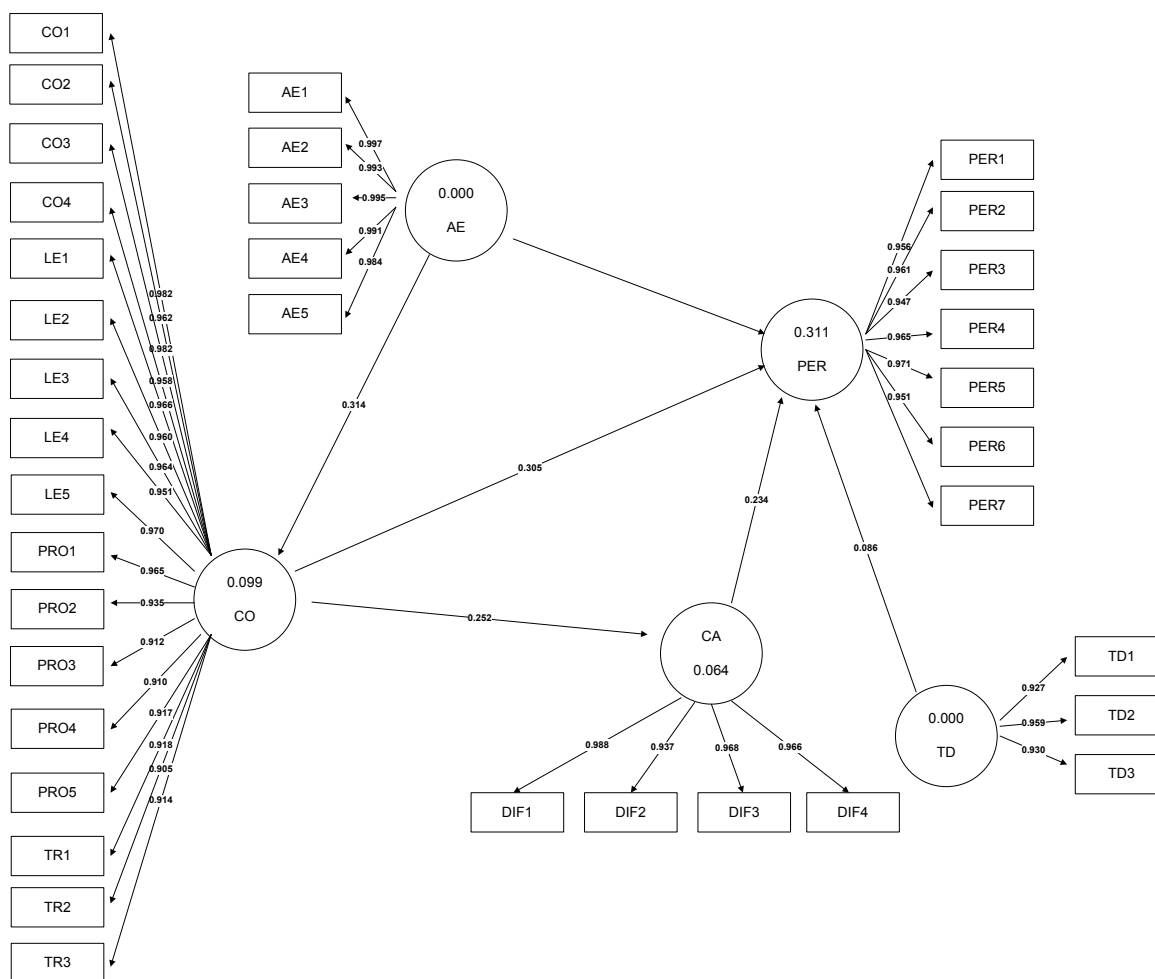 CO1
CO2
CO3
CO4
LE1
LE2
LE3
LE4
LE5
PRO1
PRO2
PRO3
PRO4
PRO5
TR1
TR2
TR3
0.982
0.962
0.982
0.958
0.966
0.960
0.964
0.951
0.970
0.965
0.935
0.912
0.910
0.917
0.918
0.905
0.914
0.099
CO
AE1
AE2
AE3
AE4
AE5
0.997
0.993
0.995
0.991
0.984
0.000
AE
0.314
0.305
0.252
0.311
PER
0.956
0.961
0.947
0.965
0.971
0.951
PER1
PER2
PER3
PER4
PER5
PER6
PER7
0.234
0.086
CA
0.064
0.988
0.937
0.968
0.966
DIF1
DIF2
DIF3
DIF4
0.000
TD
0.927
0.959
0.930
TD1
TD2
TD3